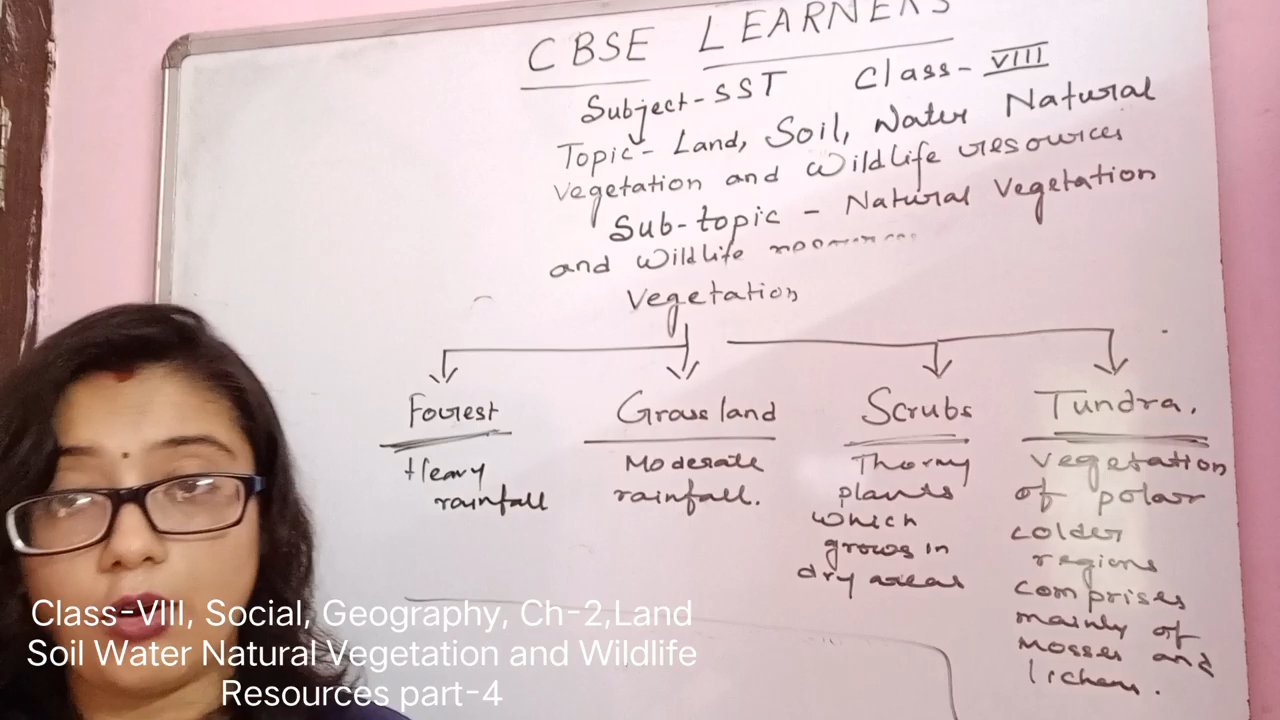 CBSE LEARNERS
Subject - SST Class - VIII
Topic - Land, Soil, Water Natural
Vegetation and Wildlife resources
Sub-topic - Natural Vegetation
and Wildlife
Vegetation
Forest
Heavy
rainfall
Grass land
Moderate
rainfall.
Scrubs
Thorny
plants
which
grows in
dry areas
Tundra.
Vegetation
of polar
colder
regions
comprises
mainly of
Mosses and
lichens.
Class-VIII, Social, Geography, Ch-2,Land
Soil Water Natural Vegetation and Wildlife
Resources part-4